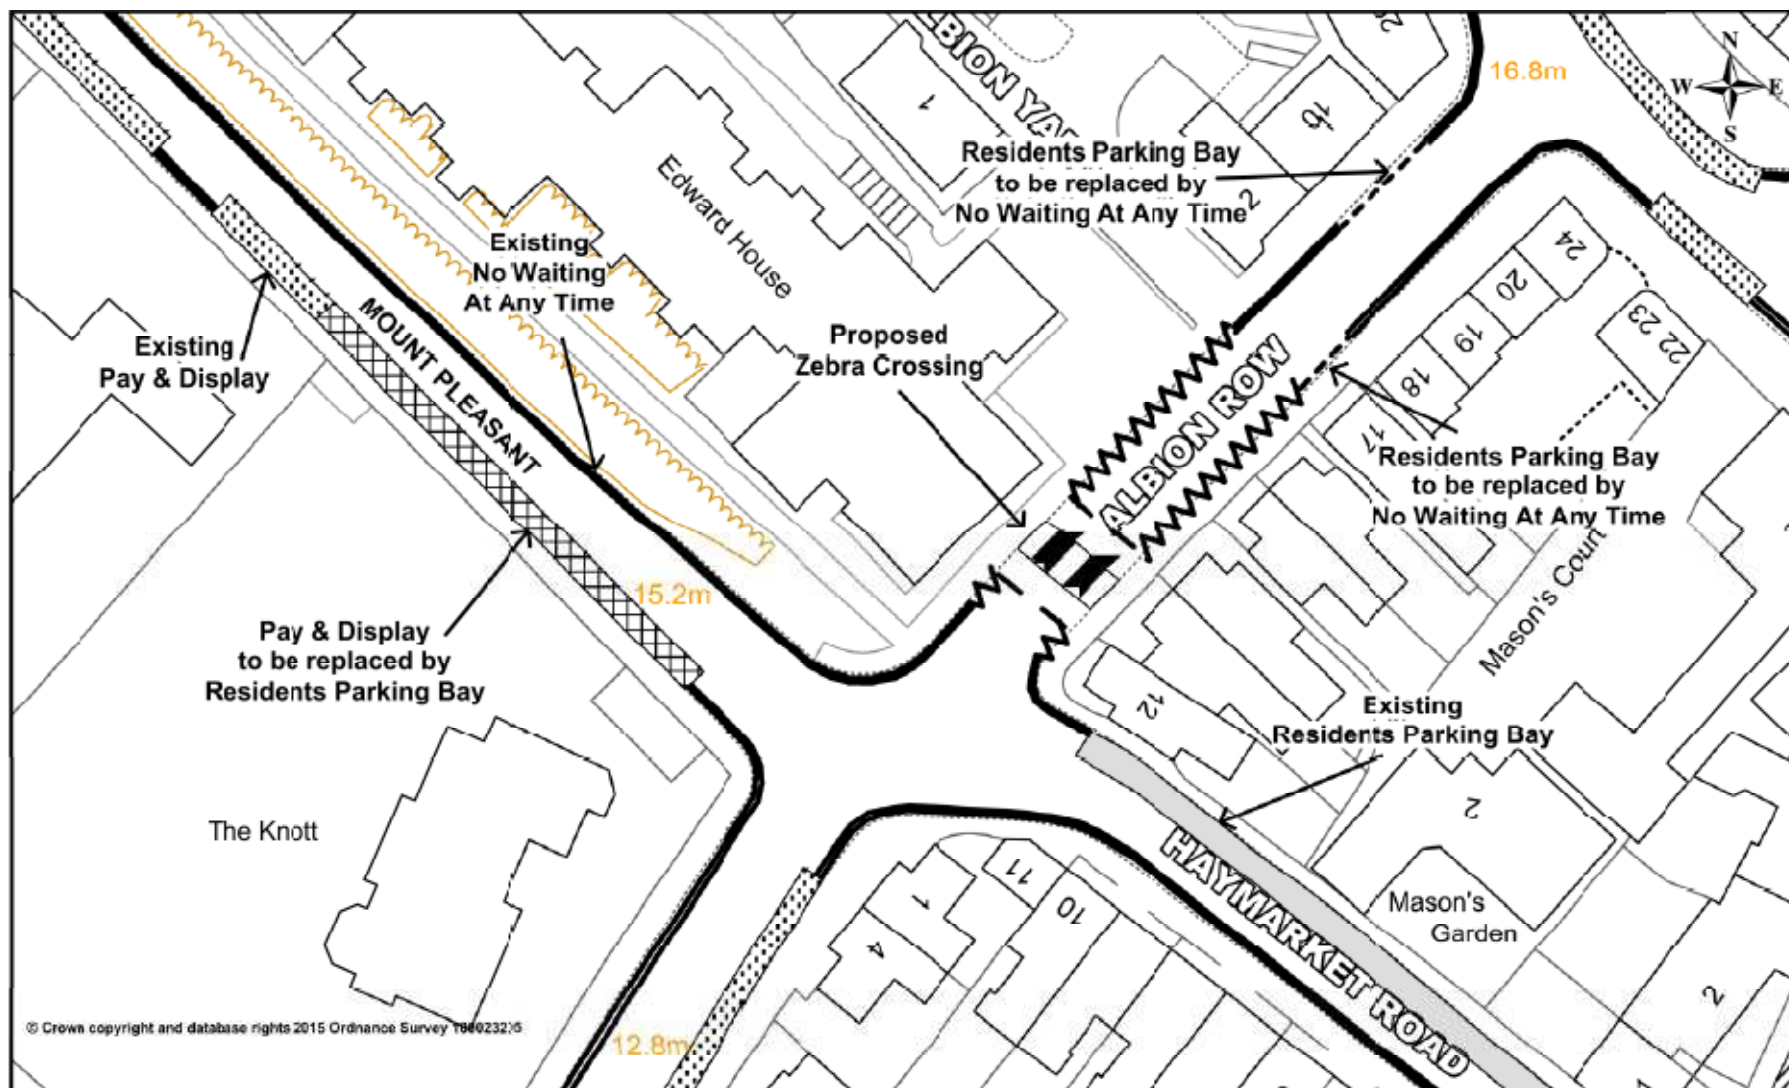 ALBION YA
N
W
E
S
16.8m
1
Residents Parking Bay
to be replaced by
No Waiting At Any Time
2
Edward House
Existing
No Waiting
At Any Time
24
20
22 23
19
18
17
MOUNT PLEASANT
Existing
Pay & Display
Proposed
Zebra Crossing
ALBION ROW
Residents Parking Bay
to be replaced by
No Waiting At Any Time
15.2m
Mason's Court
Pay & Display
to be replaced by
Residents Parking Bay
12
Existing
Residents Parking Bay
2
The Knott
11
1
10
4
HAYMARKET ROAD
Mason's
Garden
2
© Crown copyright and database rights 2015 Ordnance Survey
12.8m